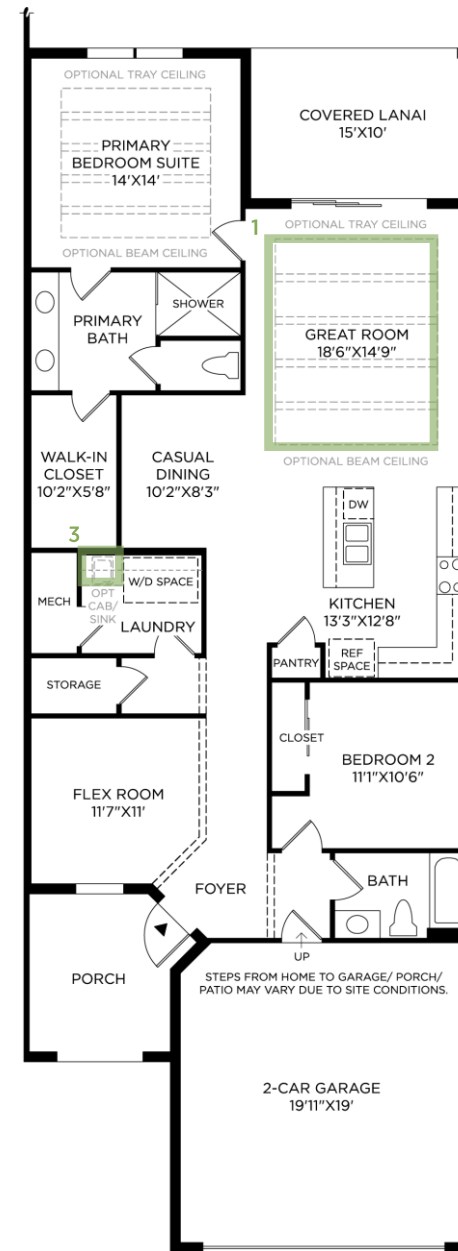 OPTIONAL TRAY CEILING
PRIMARY
BEDROOM SUITE
14'X14'
OPTIONAL BEAM CEILING
COVERED LANAI
15'X10'
1
OPTIONAL TRAY CEILING
GREAT ROOM
18'6"X14'9"
OPTIONAL BEAM CEILING
SHOWER
PRIMARY
BATH
WALK-IN
CLOSET
10'2"X5'8"
CASUAL
DINING
10'2"X8'3"
DW
KITCHEN
13'3"X12'8"
3
MECH
OPT
CAB/
SINK
W/D SPACE
LAUNDRY
PANTRY
REF
SPACE
STORAGE
CLOSET
BEDROOM 2
11'1"X10'6"
FLEX ROOM
11'7"X11'
FOYER
BATH
UP
PORCH
STEPS FROM HOME TO GARAGE/ PORCH/
PATIO MAY VARY DUE TO SITE CONDITIONS.
2-CAR GARAGE
19'11"X19'